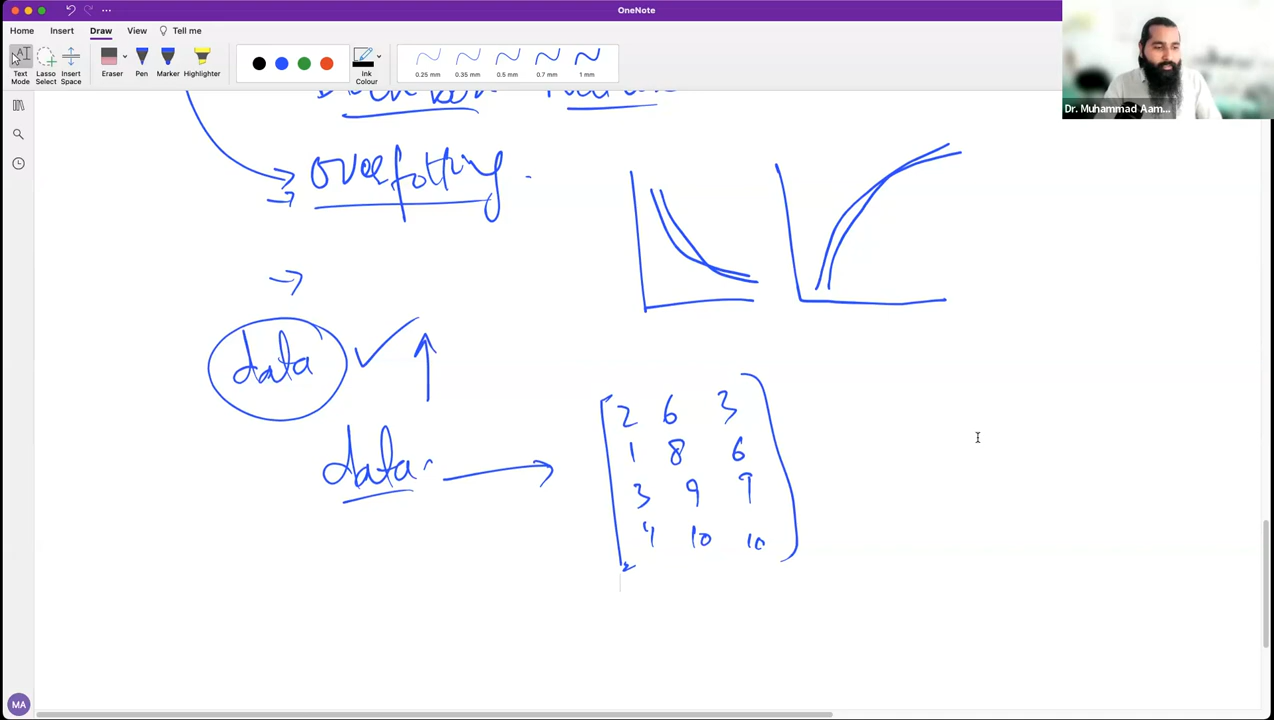 OneNote
Home Insert Draw View Tell me
Text Mode
Lasso Select
Insert Space
Eraser
Pen
Marker
Highlighter
Ink Colour
0.25 mm 0.35 mm 0.5 mm 0.7 mm 1 mm
Dr. Muhammad Aam...
overfotting
data
data
2 6 3
1 8 6
3 9 9
4 10 10
MA